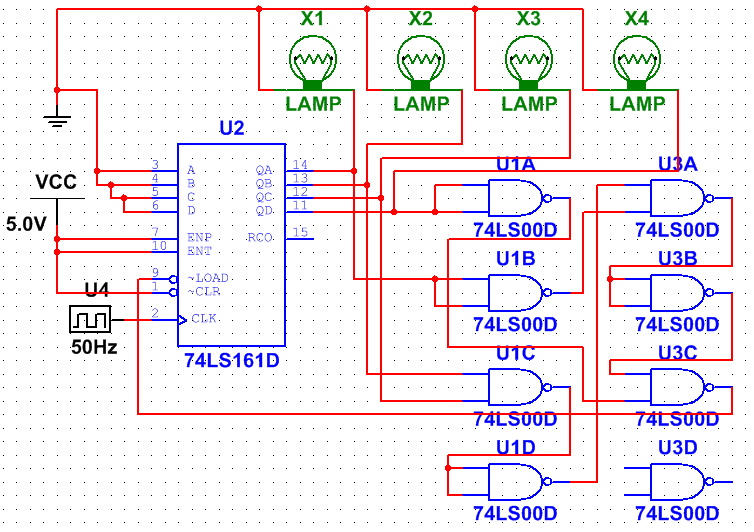 X1 X2 X3 X4
LAMP LAMP LAMP LAMP
U2
VCC
5.0V
3 A QA 14
4 B QB 13
5 C QC 12
6 D QD 11
7 ENP RCO 15
10 ENT
9 ~LOAD
1 ~CLR
2 CLK
74LS161D
U4
50Hz
U1A U3A
74LS00D 74LS00D
U1B U3B
74LS00D 74LS00D
U1C U3C
74LS00D 74LS00D
U1D U3D
74LS00D 74LS00D